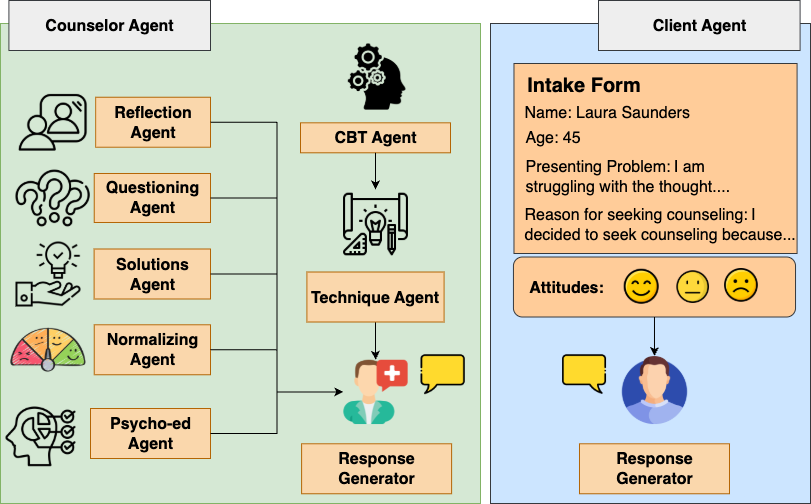 Counselor Agent
Client Agent
Reflection
Agent
Questioning
Agent
Solutions
Agent
Normalizing
Agent
Psycho-ed
Agent
CBT Agent
Technique Agent
Response
Generator
Intake Form
Name: Laura Saunders
Age: 45
Presenting Problem: I am
struggling with the thought....
Reason for seeking counseling: I
decided to seek counseling because...
Attitudes:
Response
Generator